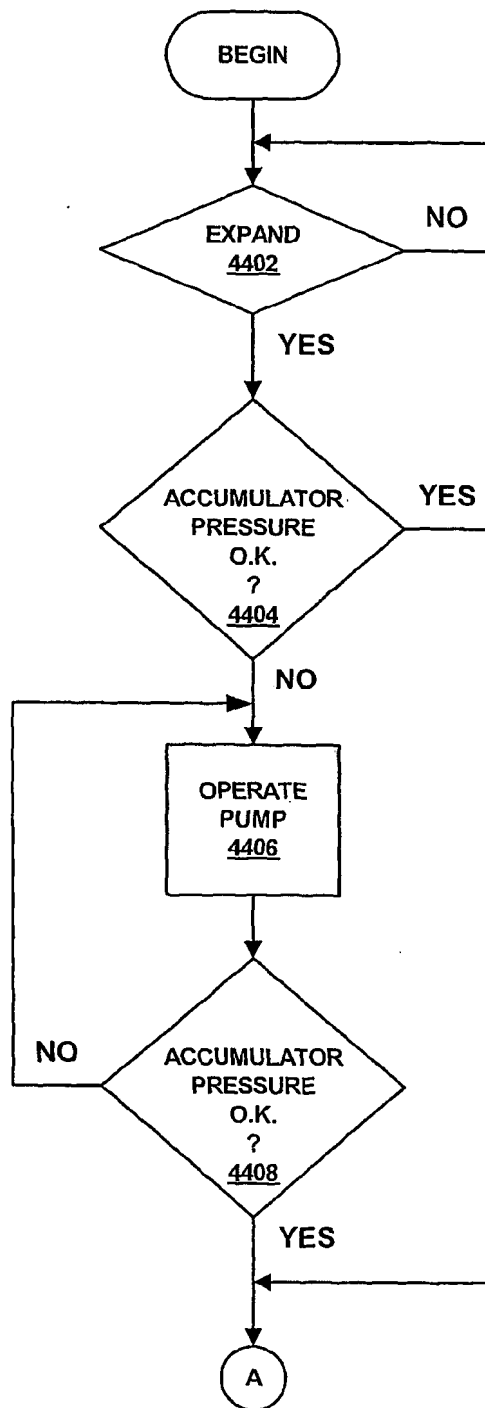 BEGIN
EXPAND
4402
NO
YES
ACCUMULATOR
PRESSURE
O.K.
?
4404
YES
NO
OPERATE
PUMP
4406
ACCUMULATOR
PRESSURE
O.K.
?
4408
NO
YES
A